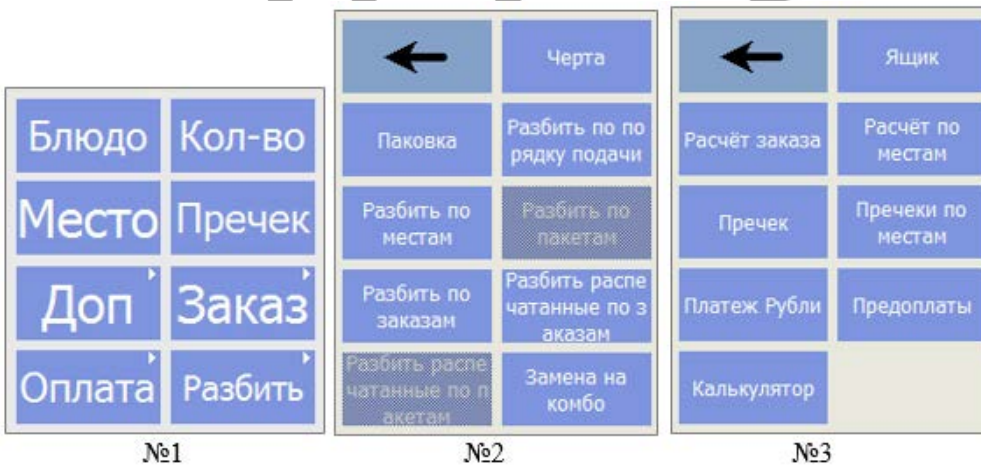 Блюдо
Кол-во
Место
Пречек
Доп
Заказ
Оплата
Разбить
№1
Черта
Паковка
Разбить по по
рядку подачи
Разбить по
местам
Разбить по
пакетам
Разбить по
заказам
Разбить распе
чатанные по з
аказам
Разбить распе
чатанные по п
акетам
Замена на
комбо
№2
Ящик
Расчёт заказа
Расчёт по
местам
Пречек
Пречеки по
местам
Платеж Рубли
Предоплаты
Калькулятор
№3